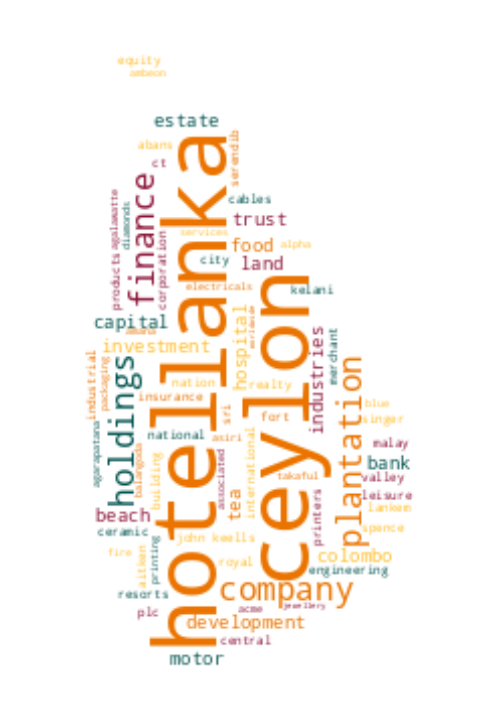 equity
ambeon
estate
abans
serendib
ct
lanka
finance
cables
agalawatte
diamonds
trust
services
food
alpha
products
corporation
city
land
electricals
kelani
capital
ceylon
amana
investment
hospital
industries
merchant
holdings
industrial
packaging
plantation
nation
realty
insurance
blue
sri
fort
singer
national
asiri
malay
agarapatana
balangoda
building
associated
international
takaful
bank
valley
hotel
tea
printers
leisure
beach
lankem
ceramic
john keells
spence
colombo
fire
aitken
printing
royal
engineering
company
resorts
plc
acme
jewellery
development
central
motor